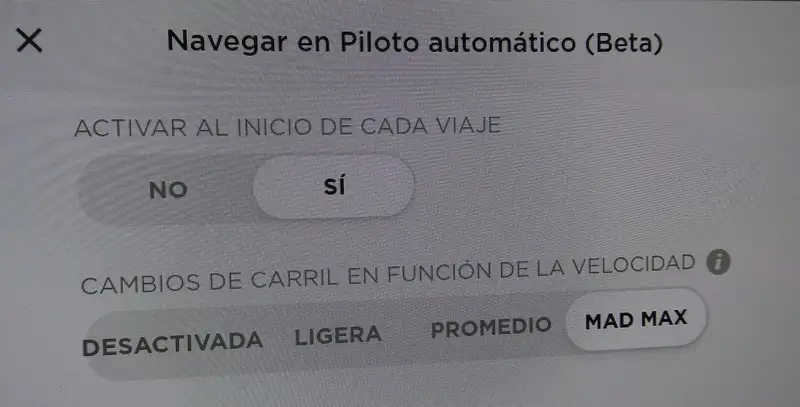 Navegar en Piloto automático (Beta)
ACTIVAR AL INICIO DE CADA VIAJE
NO SÍ
CAMBIOS DE CARRIL EN FUNCIÓN DE LA VELOCIDAD
DESACTIVADA LIGERA PROMEDIO MAD MAX